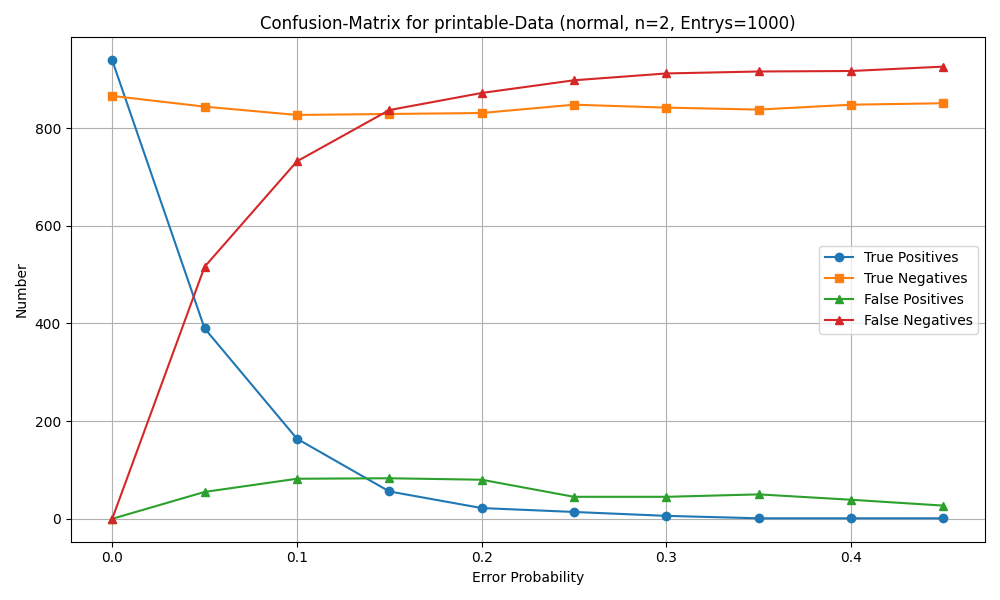 Confusion-Matrix for printable-Data (normal, n=2, Entrys=1000)
Number
800
600
400
200
0
True Positives
True Negatives
False Positives
False Negatives
0.0 0.1 0.2 0.3 0.4
Error Probability